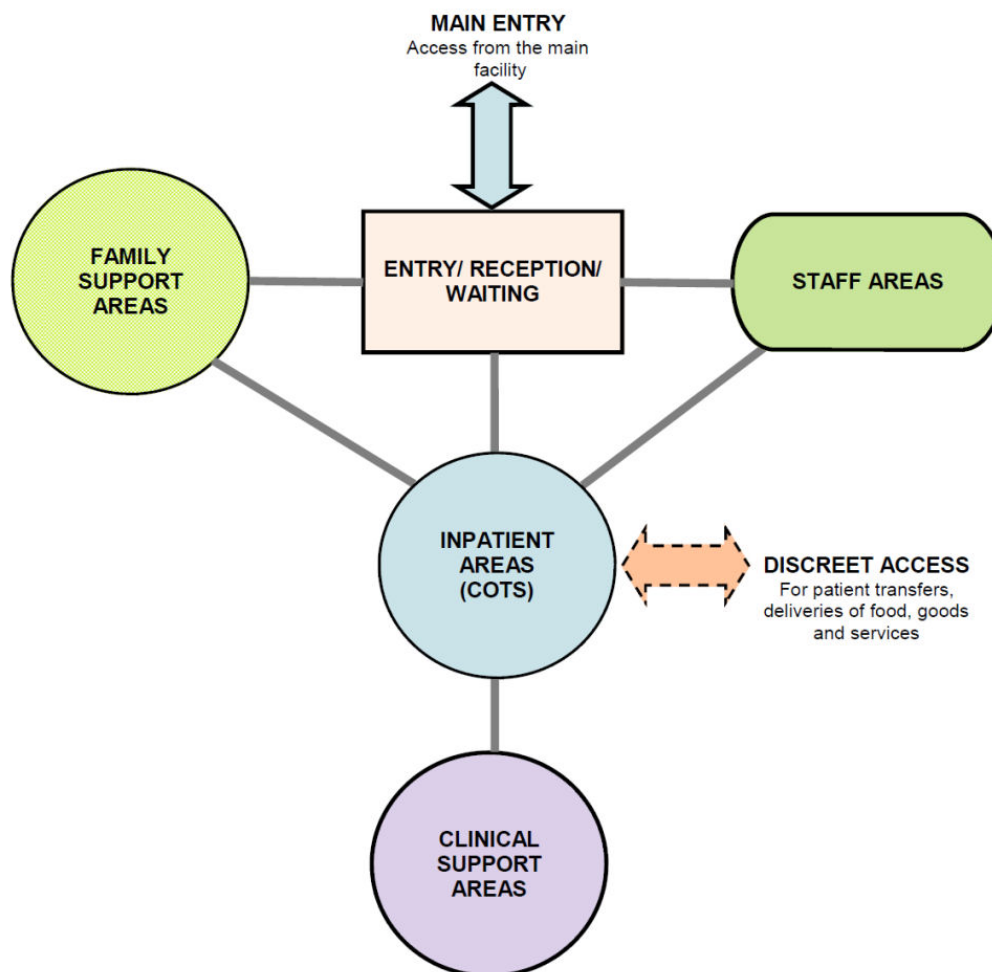 MAIN ENTRY
Access from the main
facility
FAMILY
SUPPORT
AREAS
ENTRY/ RECEPTION/
WAITING
STAFF AREAS
INPATIENT
AREAS
(COTS)
DISCREET ACCESS
For patient transfers,
deliveries of food, goods
and services
CLINICAL
SUPPORT
AREAS